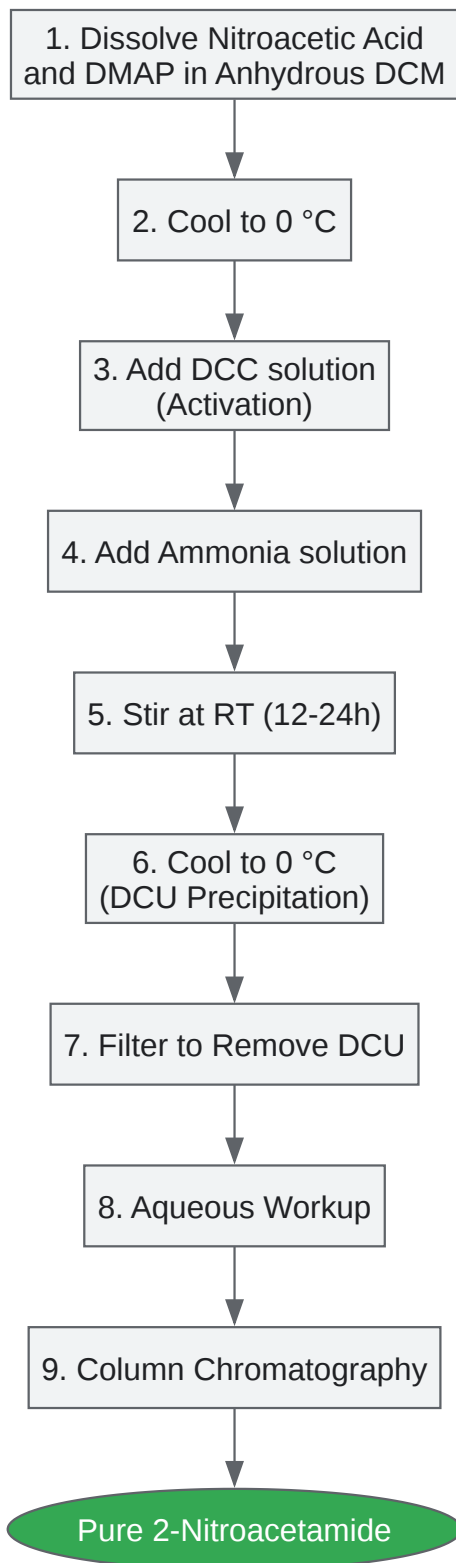 1. Dissolve Nitroacetic Acid
and DMAP in Anhydrous DCM
2. Cool to 0 °C
3. Add DCC solution
(Activation)
4. Add Ammonia solution
5. Stir at RT (12-24h)
6. Cool to 0 °C
(DCU Precipitation)
7. Filter to Remove DCU
8. Aqueous Workup
9. Column Chromatography
Pure 2-Nitroacetamide